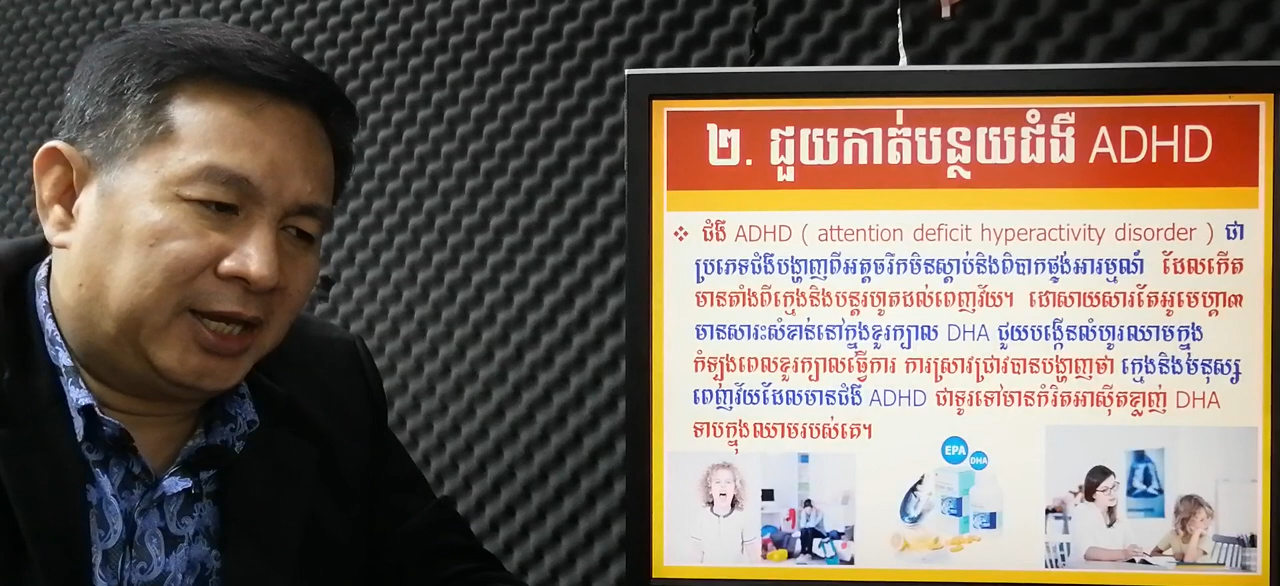 ២. ជួយកាត់បន្ថយជំងឺ ADHD
❖ ជំងឺ ADHD ( attention deficit hyperactivity disorder ) ជា
ប្រភេទជំងឺបង្ហាញពីអត្តចរិកមិនស្តាប់និងពិបាកផ្ចង់អារម្មណ៍ ដែលកើត
មានតាំងពីក្មេងនិងបន្តរហូតដល់ពេញវ័យ។ ដោសាយសារតែអូមេហ្គា៣
មានសារៈសំខាន់នៅក្នុងខួរក្បាល DHA ជួយបង្កើនលំហូរឈាមក្នុង
កំឡុងពេលខួរក្បាលធ្វើការ ការស្រាវជ្រាវបានបង្ហាញថា ក្មេងនិងមនុស្ស
ពេញវ័យដែលមានជំងឺ ADHD ជាទូរទៅមានកំរិតអាស៊ីតខ្លាញ់ DHA
ទាបក្នុងឈាមរបស់គេ។
EPA
DHA